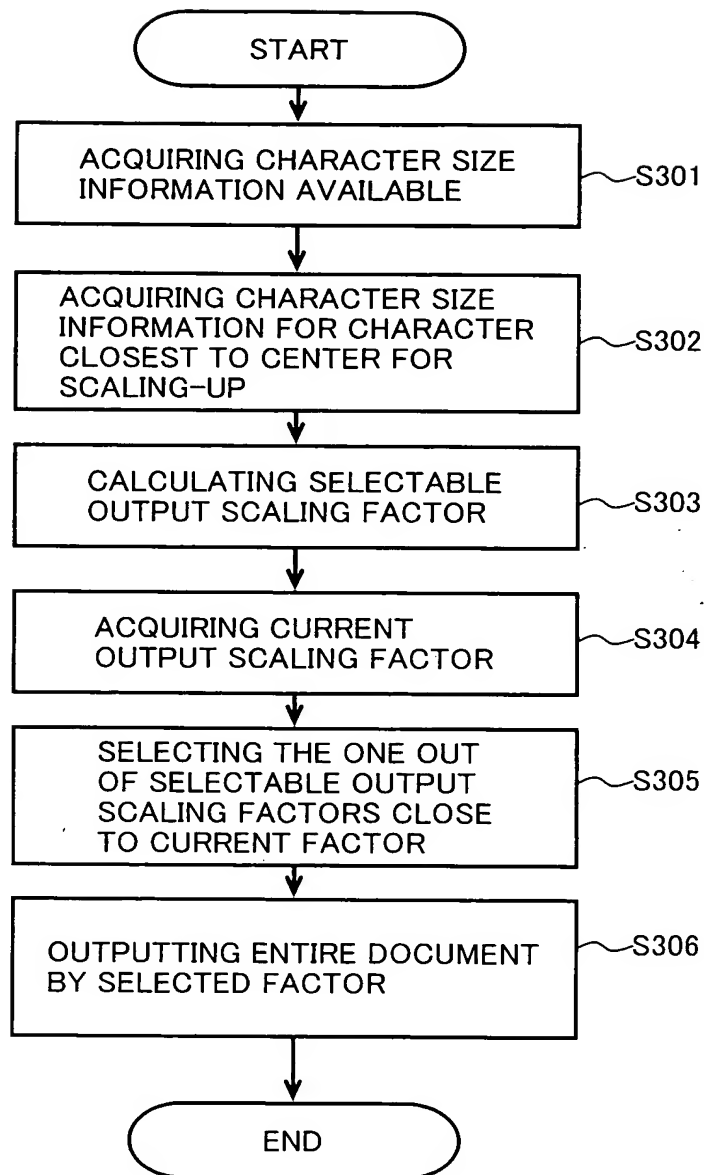 START
ACQUIRING CHARACTER SIZE
INFORMATION AVAILABLE
S301
ACQUIRING CHARACTER SIZE
INFORMATION FOR CHARACTER
CLOSEST TO CENTER FOR
SCALING-UP
S302
CALCULATING SELECTABLE
OUTPUT SCALING FACTOR
S303
ACQUIRING CURRENT
OUTPUT SCALING FACTOR
S304
SELECTING THE ONE OUT
OF SELECTABLE OUTPUT
SCALING FACTORS CLOSE
TO CURRENT FACTOR
S305
OUTPUTTING ENTIRE DOCUMENT
BY SELECTED FACTOR
S306
END